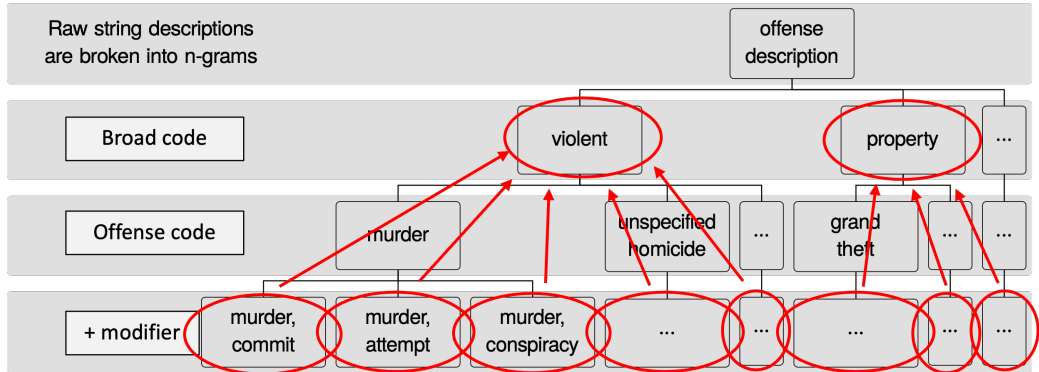 Raw string descriptions
are broken into n-grams
offense
description
Broad code
violent
property
...
Offense code
murder
unspecified
homicide
...
grand
theft
...
...
+ modifier
murder,
commit
murder,
attempt
murder,
conspiracy
...
...
...
...
...